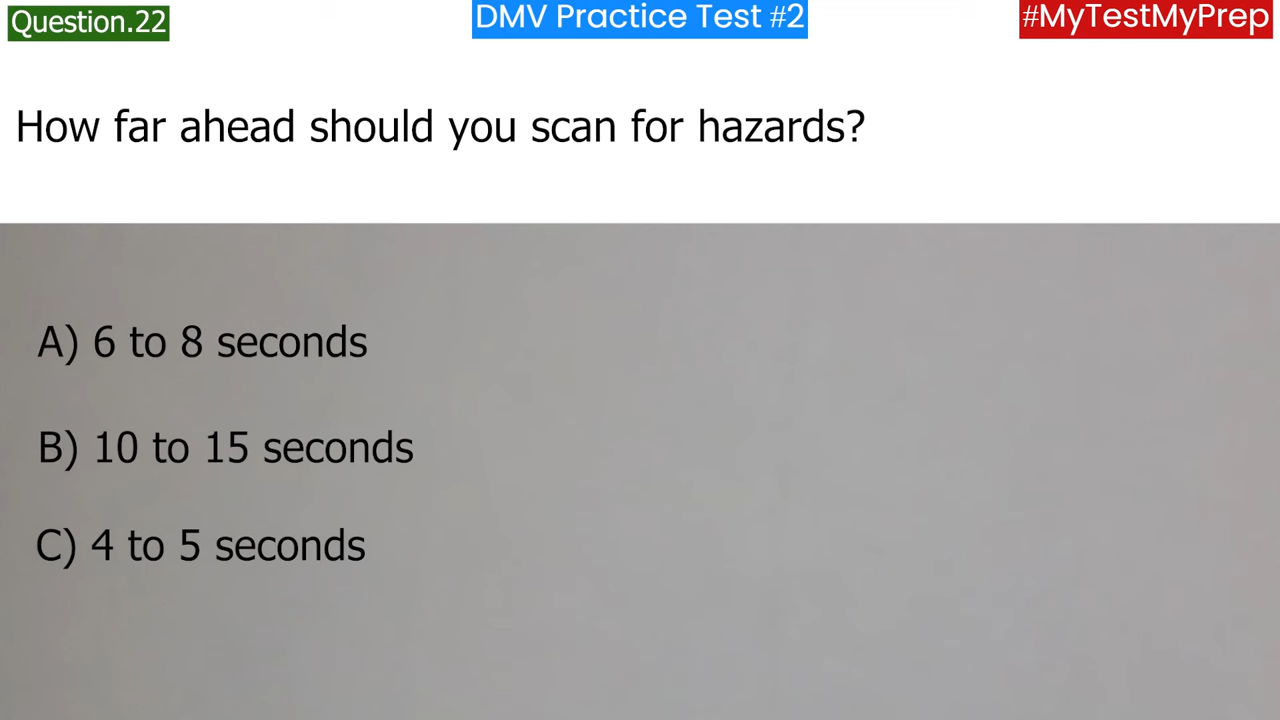 Question.22
DMV Practice Test #2
#MyTestMyPrep
How far ahead should you scan for hazards?
A) 6 to 8 seconds
B) 10 to 15 seconds
C) 4 to 5 seconds